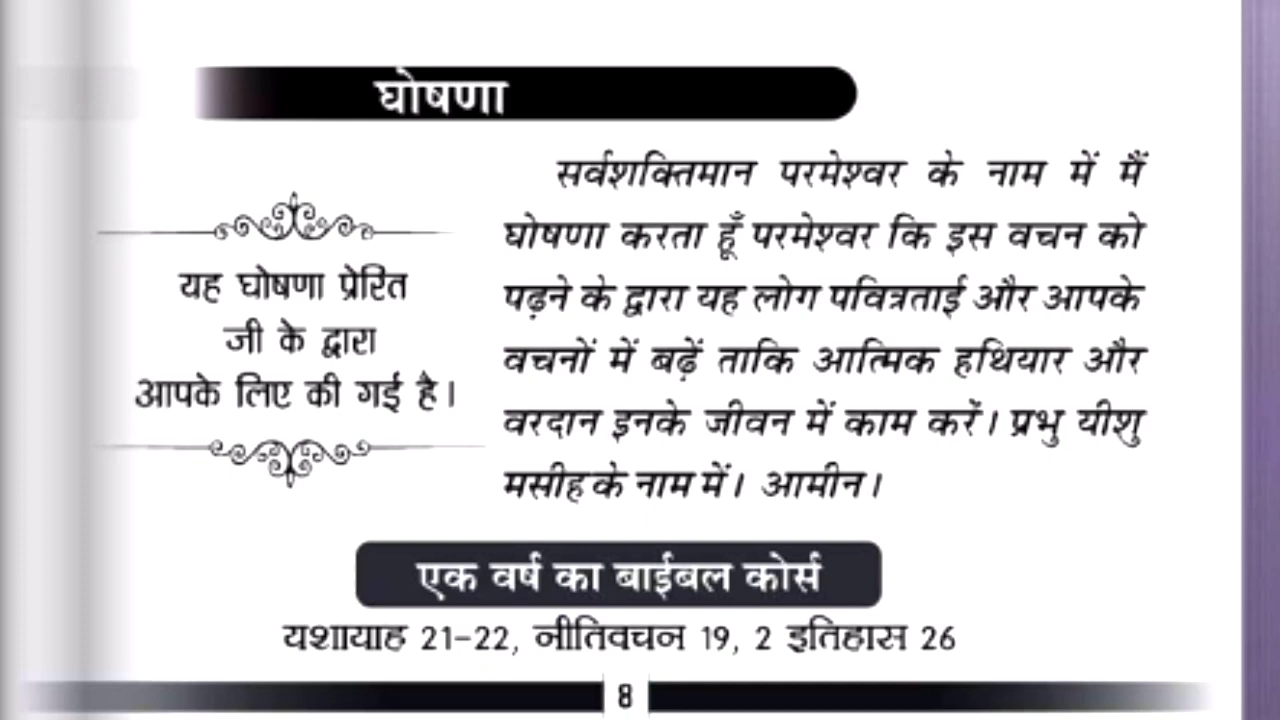 घोषणा
यह घोषणा प्रेरित
जी के द्वारा
आपके लिए की गई है।
सर्वशक्तिमान परमेश्वर के नाम में मैं
घोषणा करता हूँ परमेश्वर कि इस वचन को
पढ़ने के द्वारा यह लोग पवित्रताई और आपके
वचनों में बढ़ें ताकि आत्मिक हथियार और
वरदान इनके जीवन में काम करें। प्रभु यीशु
मसीह के नाम में। आमीन।
एक वर्ष का बाईबल कोर्स
यशायाह 21-22, नीतिवचन 19, 2 इतिहास 26
8